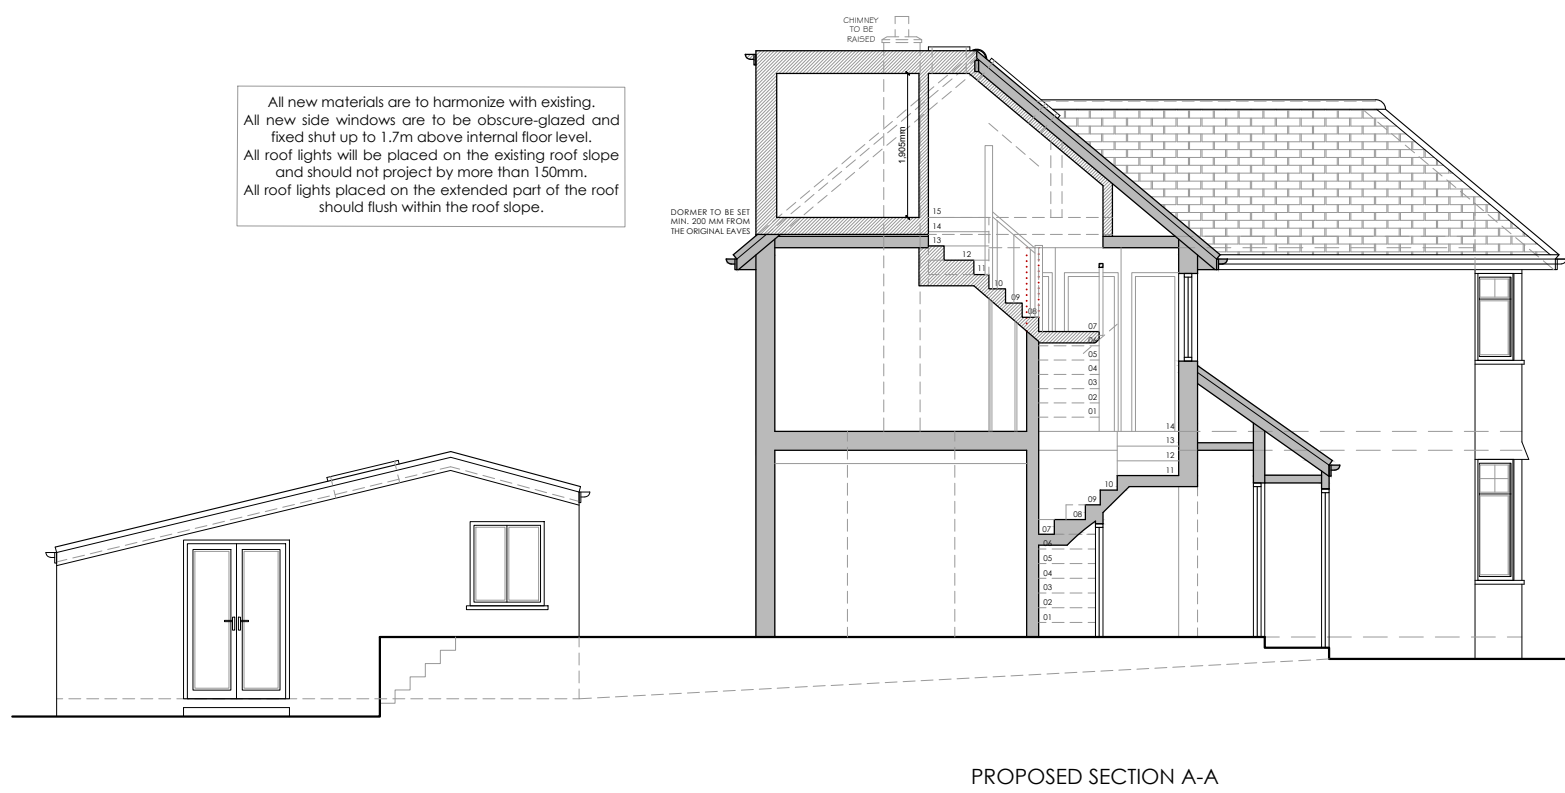 CHIMNEY
TO BE
RAISED
All new materials are to harmonize with existing.
All new side windows are to be obscure-glazed and
fixed shut up to 1.7m above internal floor level.
All roof lights will be placed on the existing roof slope
and should not project by more than 150mm.
All roof lights placed on the extended part of the roof
should flush within the roof slope.
1,905mm
DORMER TO BE SET
MIN. 200 MM FROM
THE ORIGINAL EAVES
15
14
13
12
11
10
09
08
07
06
05
04
03
02
01
14
13
12
11
10
09
08
07
06
05
04
03
02
01
PROPOSED SECTION A-A